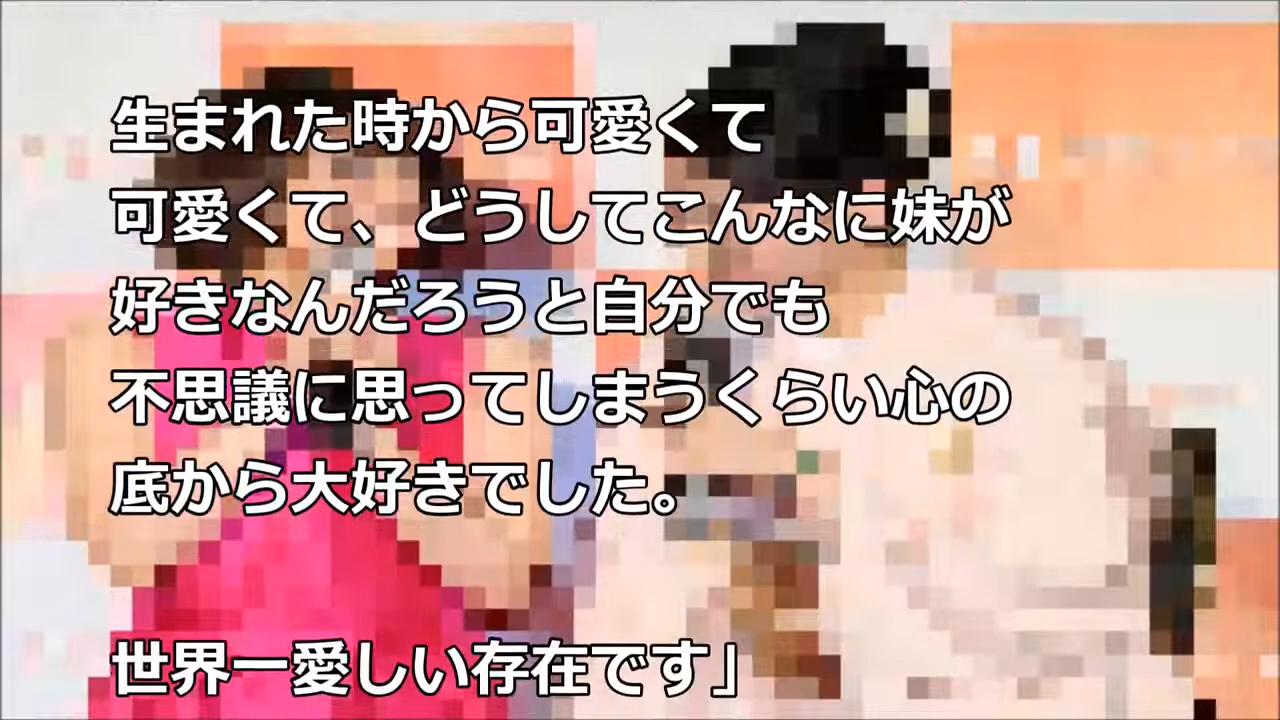 生まれた時から可愛くて
可愛くて、どうしてこんなに妹が
好きなんだろうと自分でも
不思議に思ってしまうくらい心の
底から大好きでした。
世界一愛しい存在です」